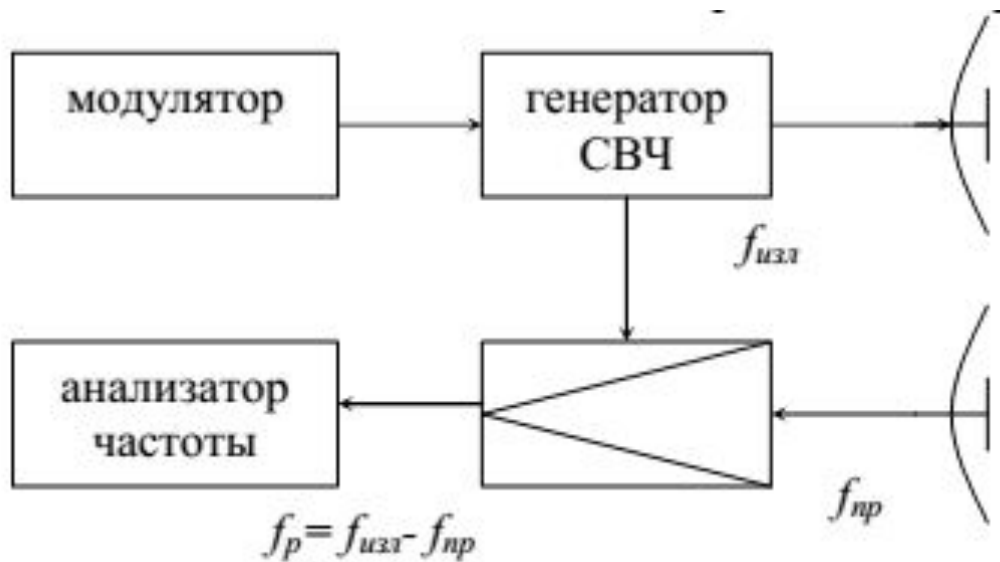 модулятор
генератор
СВЧ
fизл
анализатор
частоты
fпр
fр= fизл- fпр